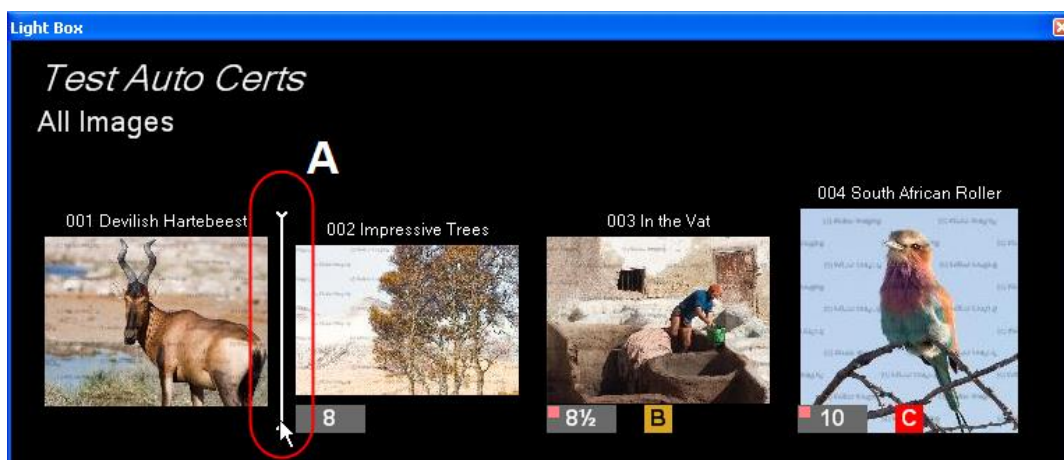 Light Box
Test Auto Certs
All Images
A
004 South African Roller
001 Devilish Hartebeest
002 Impressive Trees
003 In the Vat
8
8½
B
10
C